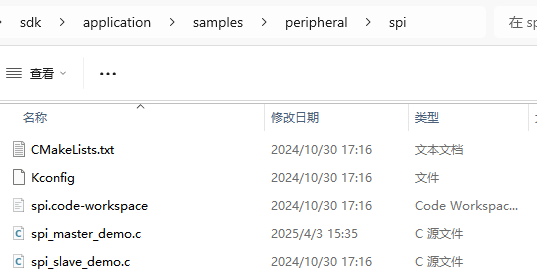 sdk > application > samples > peripheral > spi 在 sp
查看 ...
名称 修改日期 类型
CMakeLists.txt 2024/10/30 17:16 文本文档
Kconfig 2024/10/30 17:16 文件
spi.code-workspace 2024/10/30 17:16 Code Workspac...
spi_master_demo.c 2025/4/3 15:35 C 源文件
spi_slave_demo.c 2024/10/30 17:16 C 源文件